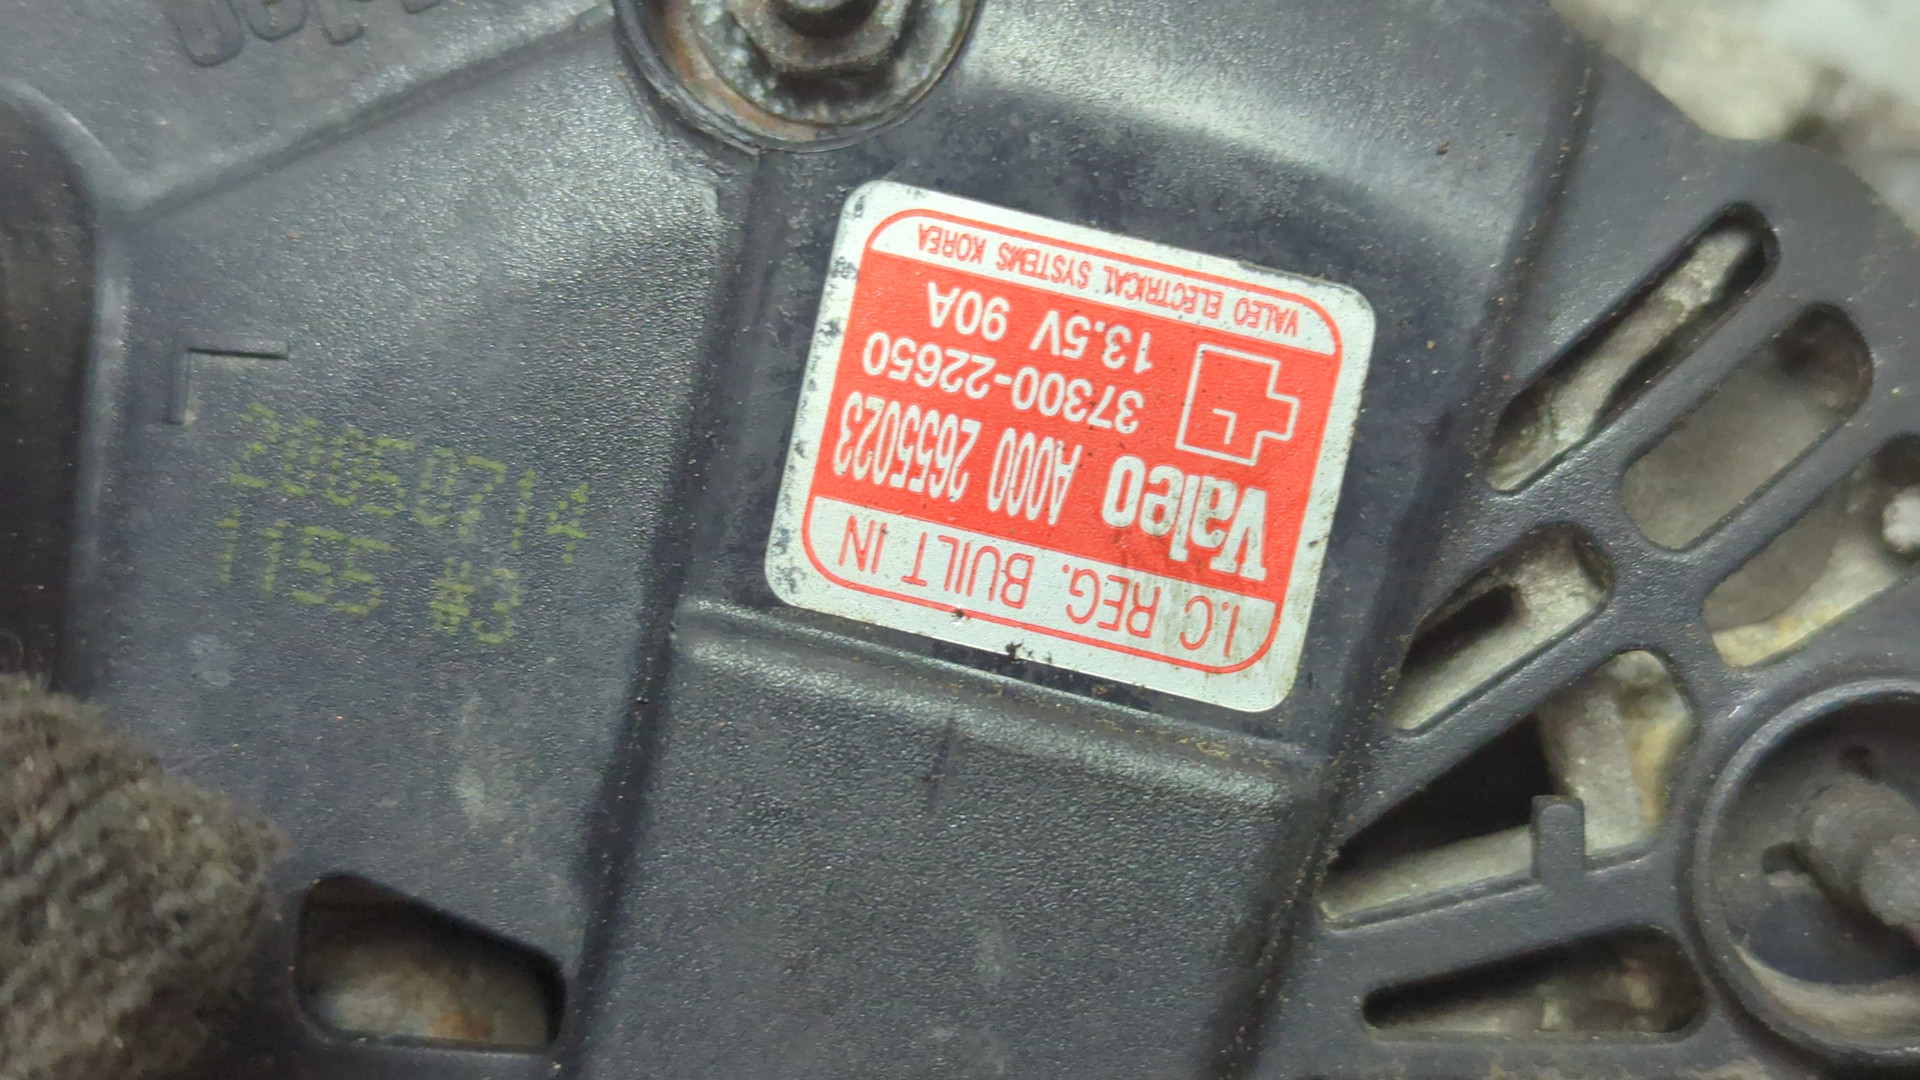 I.C REG. BUILT IN
Valeo A000 2655023
37300-22650
L 13.5V 90A
VALEO ELECTRICAL SYSTEMS KOREA
20050714
1155 #3